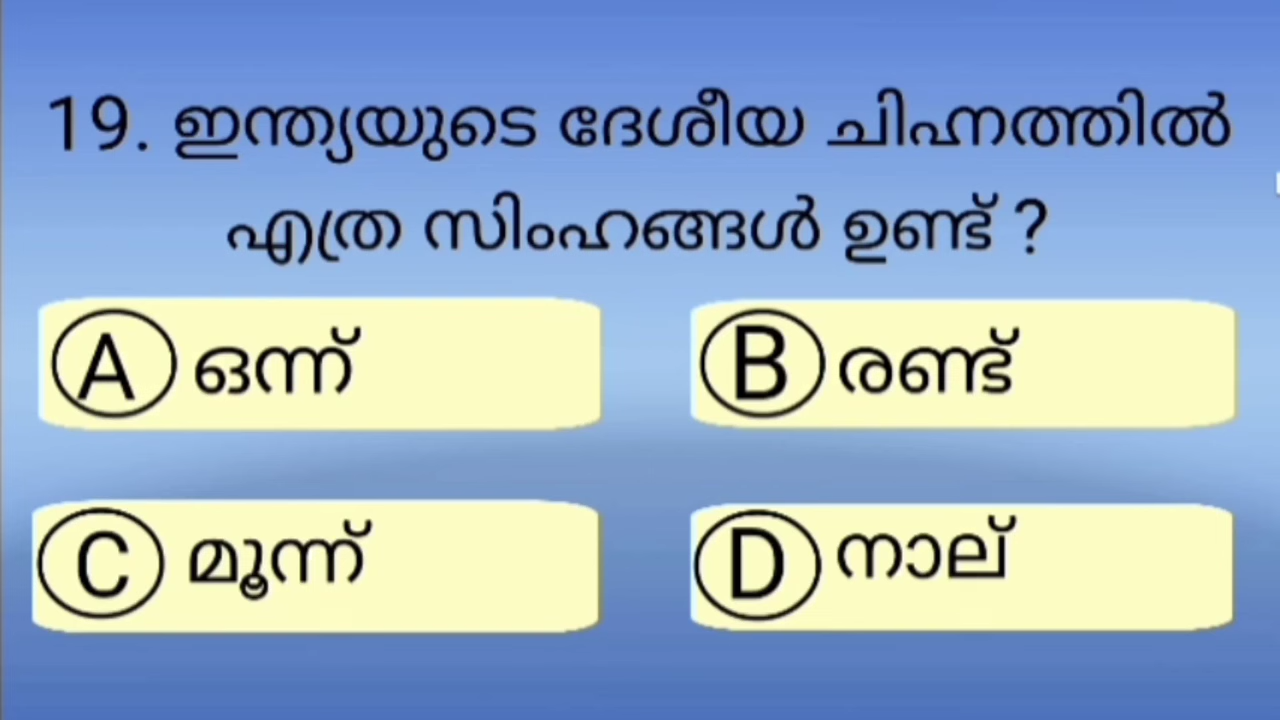 19. ഇന്ത്യയുടെ ദേശീയ ചിഹ്നത്തിൽ
എത്ര സിംഹങ്ങൾ ഉണ്ട് ?
A ഒന്ന്
B രണ്ട്
C മൂന്ന്
D നാല്